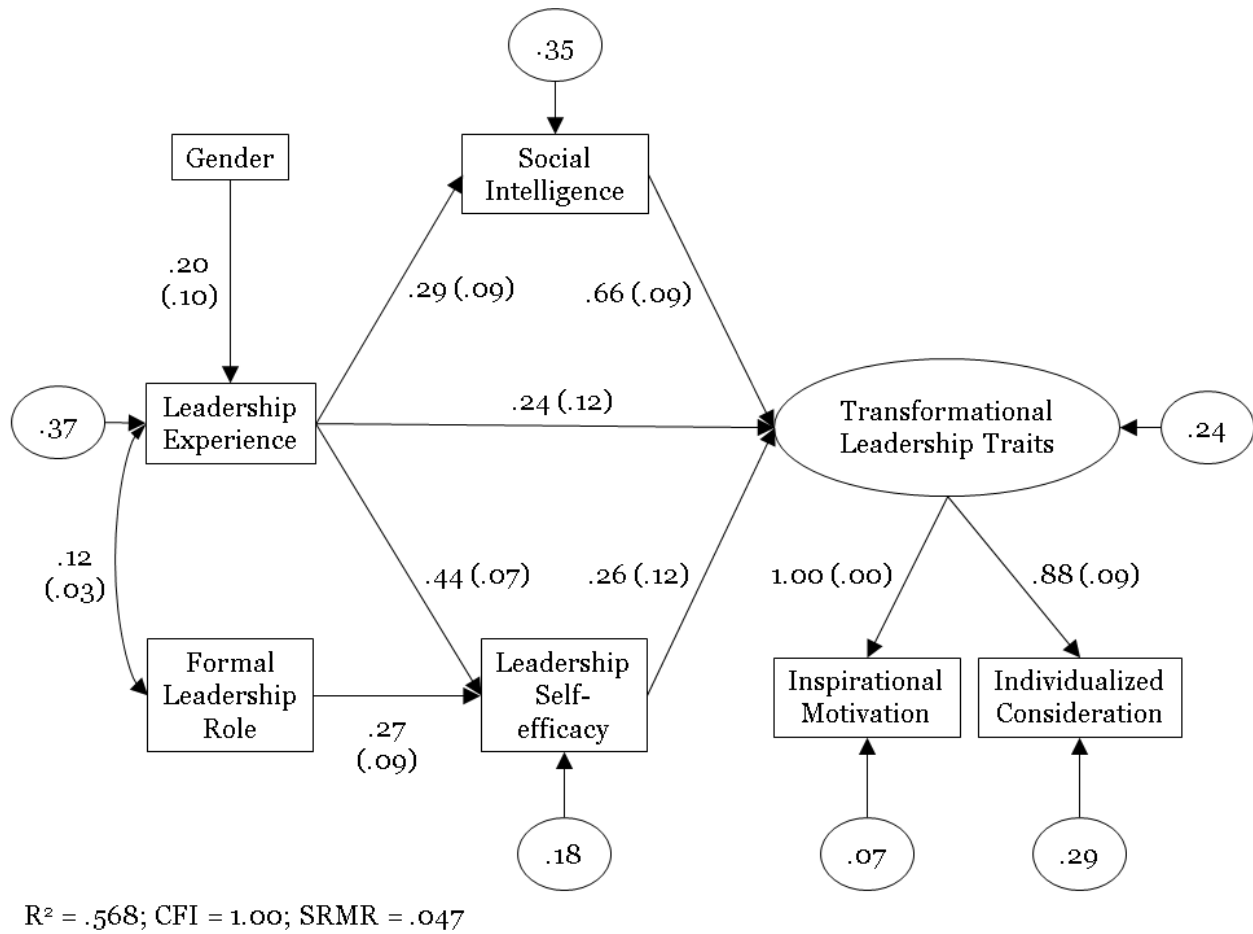 .35
Gender
Social
Intelligence
.20
(.10)
.29 (.09)
.66 (.09)
.37
Leadership
Experience
.24 (.12)
Transformational
Leadership Traits
.24
.12
(.03)
.44 (.07)
.26 (.12)
1.00 (.00)
.88 (.09)
Formal
Leadership
Role
.27
(.09)
Leadership
Self-
efficacy
Inspirational
Motivation
Individualized
Consideration
.18
.07
.29
R² = .568; CFI = 1.00; SRMR = .047